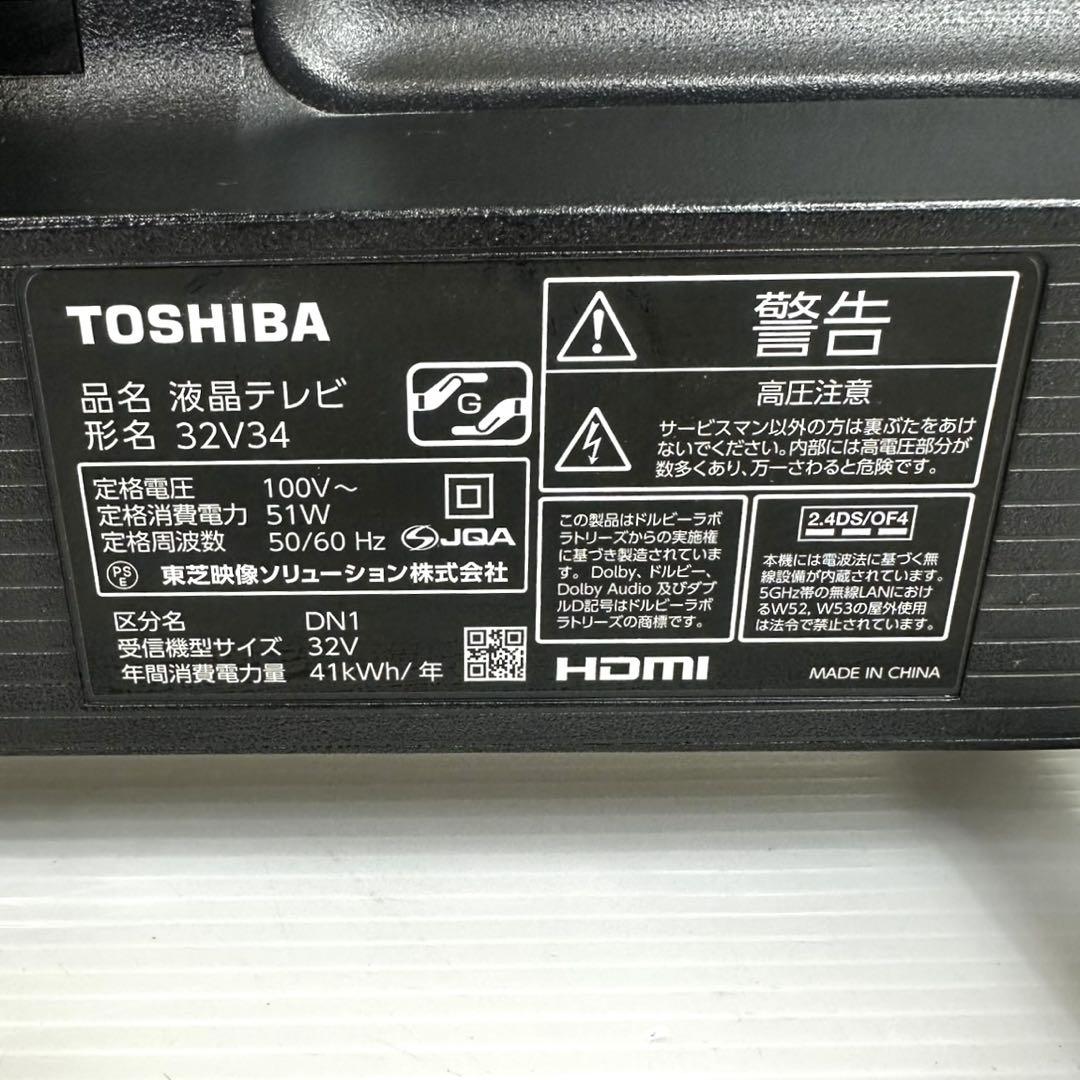 TOSHIBA
品名 液晶テレビ
形名 32V34
G
定格電圧 100V～
定格消費電力 51W
定格周波数 50/60 Hz
JQA
PS
E
東芝映像ソリューション株式会社
区分名 DN1
受信機型サイズ 32V
年間消費電力量 41kWh/年
警告
高圧注意
サービスマン以外の方は裏ぶたをあけ
ないでください。内部には高電圧部分が
数多くあり、万一さわると危険です。
この製品はドルビーラボ
ラトリーズからの実施権
に基づき製造されていま
す。Dolby、ドルビー、
Dolby Audio 及びダブ
ルD記号はドルビーラボ
ラトリーズの商標です。
2.4DS/OF4
本機には電波法に基づく無
線設備が内蔵されています。
5GHz帯の無線LANにおけ
るW52, W53の屋外使用
は法令で禁止されています。
HDMI
MADE IN CHINA